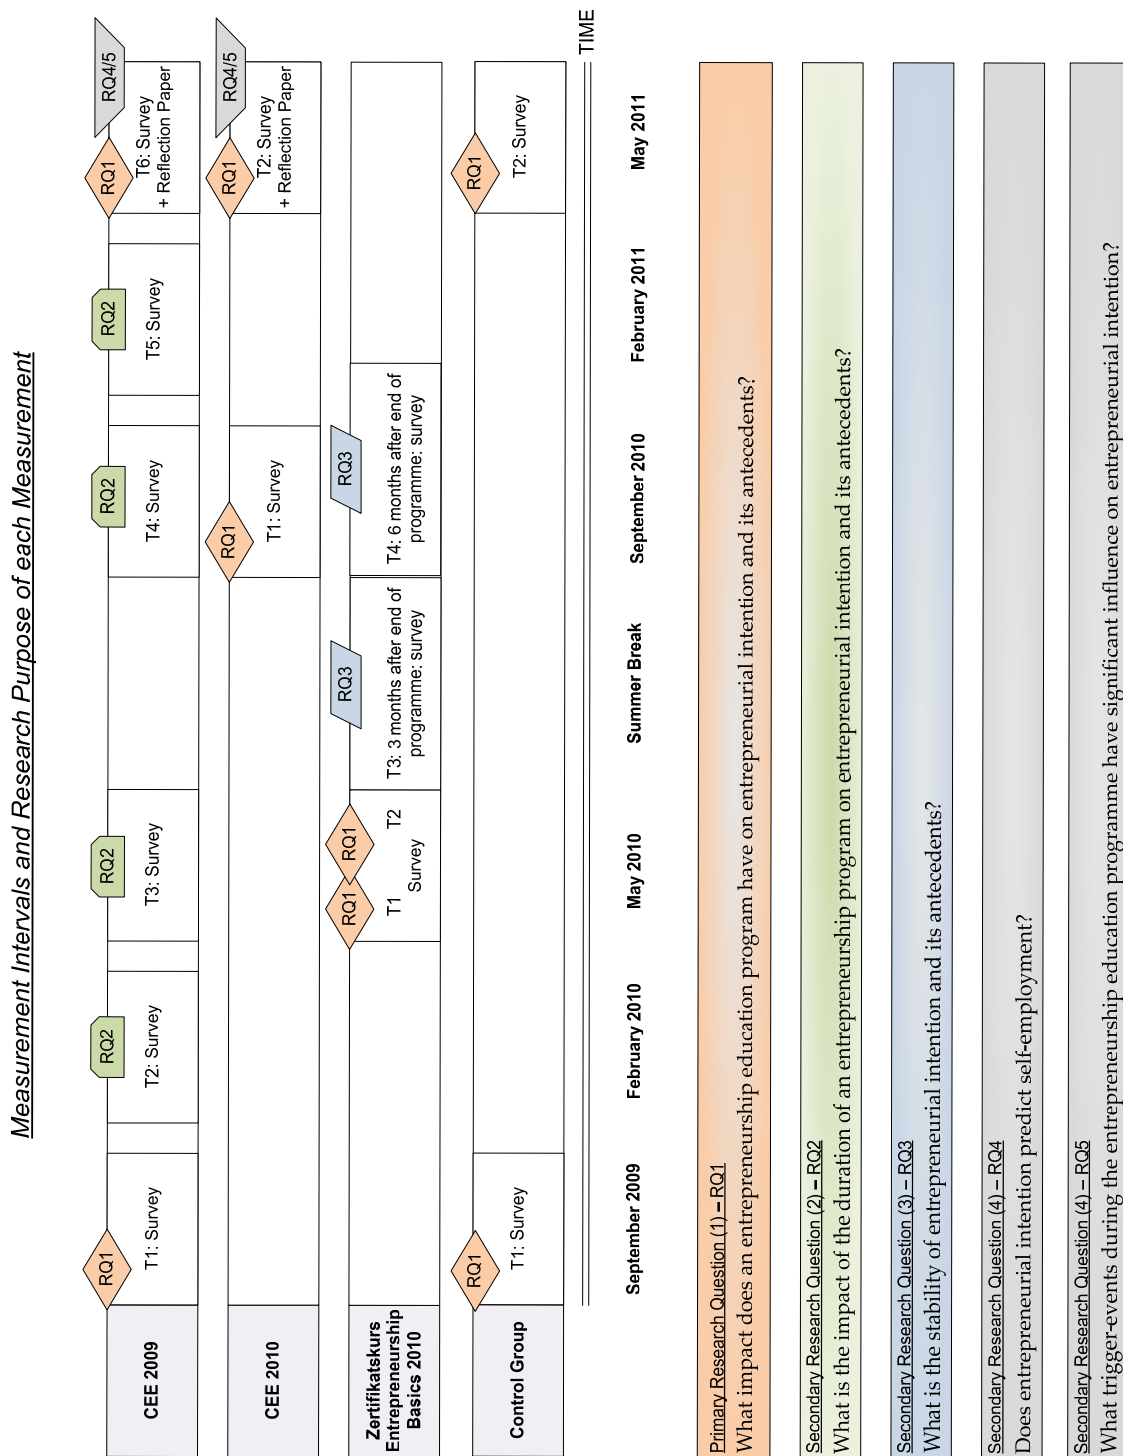 Measurement Intervals and Research Purpose of each Measurement
CEE 2009
RQ1
T1: Survey
RQ2
T2: Survey
RQ2
T3: Survey
RQ2
T4: Survey
RQ2
T5: Survey
RQ1
RQ4/5
T6: Survey
+ Reflection Paper
CEE 2010
RQ1
T1: Survey
RQ1
RQ4/5
T2: Survey
+ Reflection Paper
Zertifikatskurs
Entrepreneurship
Basics 2010
RQ1
RQ1
T1 T2
Survey
RQ3
T3: 3 months after end of
programme: survey
RQ3
T4: 6 months after end of
programme: survey
Control Group
RQ1
T1: Survey
RQ1
T2: Survey
TIME
September 2009
February 2010
May 2010
Summer Break
September 2010
February 2011
May 2011
Primary Research Question (1) – RQ1
What impact does an entrepreneurship education program have on entrepreneurial intention and its antecedents?
Secondary Research Question (2) – RQ2
What is the impact of the duration of an entrepreneurship program on entrepreneurial intention and its antecedents?
Secondary Research Question (3) – RQ3
What is the stability of entrepreneurial intention and its antecedents?
Secondary Research Question (4) – RQ4
Does entrepreneurial intention predict self-employment?
Secondary Research Question (4) – RQ5
What trigger-events during the entrepreneurship education programme have significant influence on entrepreneurial intention?